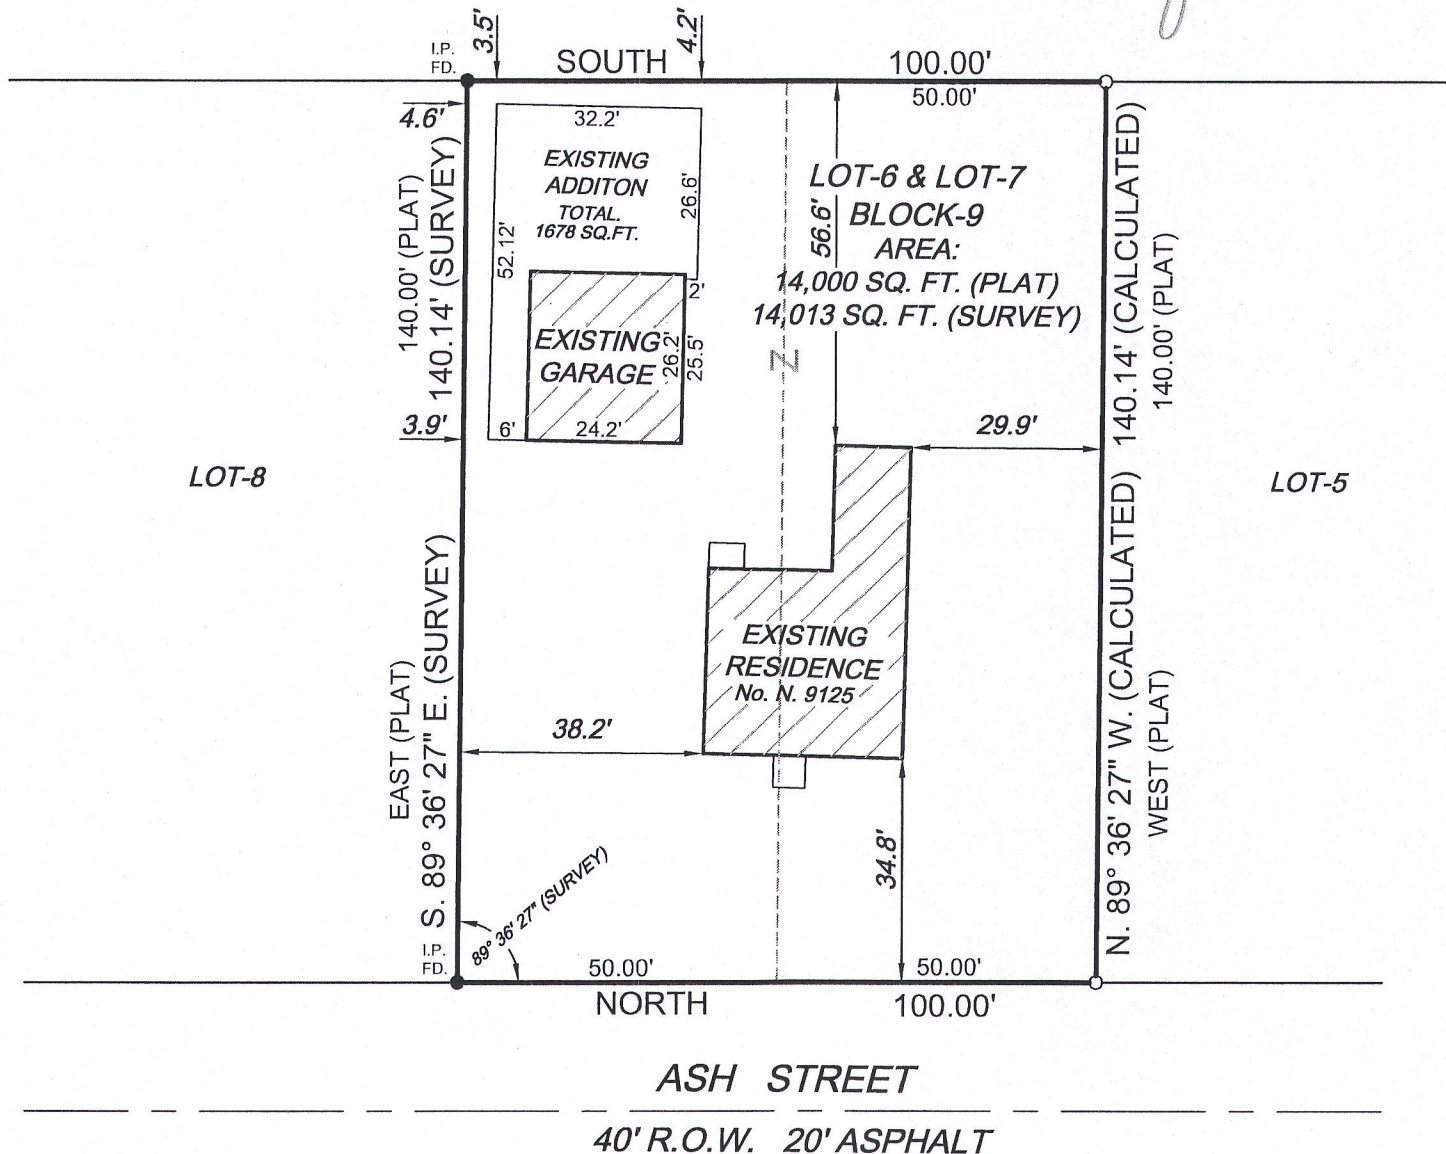 3.5'
4.2'
I.P.
FD.
SOUTH
100.00'
50.00'
4.6'
32.2'
EXISTING
ADDITON
TOTAL.
1678 SQ.FT.
26.6'
52.12'
140.00' (PLAT)
140.14' (SURVEY)
56.6'
LOT-6 & LOT-7
BLOCK-9
AREA:
14,000 SQ. FT. (PLAT)
14,013 SQ. FT. (SURVEY)
140.14' (CALCULATED)
140.00' (PLAT)
2'
EXISTING
GARAGE
26.2'
25.5'
Z
3.9'
6'
24.2'
29.9'
LOT-8
LOT-5
EXISTING
RESIDENCE
No. N. 9125
38.2'
EAST (PLAT)
S. 89° 36' 27" E. (SURVEY)
N. 89° 36' 27" W. (CALCULATED)
WEST (PLAT)
34.8'
89° 36' 27" (SURVEY)
I.P.
FD.
50.00'
50.00'
NORTH
100.00'
ASH STREET
40' R.O.W. 20' ASPHALT